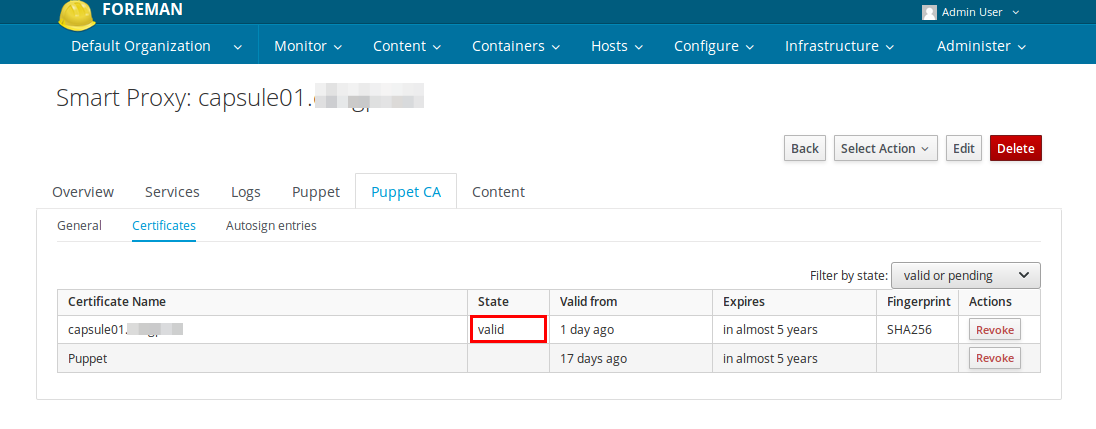 FOREMAN
Admin User
Default Organization Monitor Content Containers Hosts Configure Infrastructure Administer
Smart Proxy: capsule01.
Back Select Action Edit Delete
Overview Services Logs Puppet Puppet CA Content
General Certificates Autosign entries
Filter by state: valid or pending
Certificate Name State Valid from Expires Fingerprint Actions
capsule01. valid 1 day ago in almost 5 years SHA256 Revoke
Puppet 17 days ago in almost 5 years Revoke